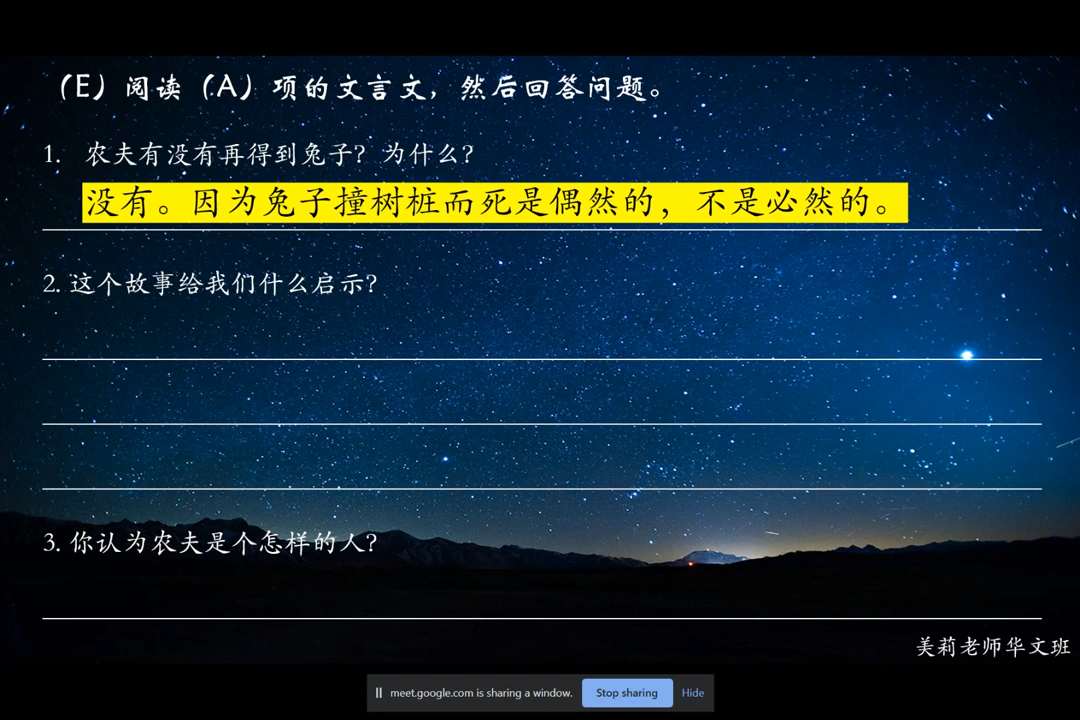 （E）阅读（A）项的文言文，然后回答问题。
1. 农夫有没有再得到兔子？为什么？
没有。因为兔子撞树桩而死是偶然的，不是必然的。
2. 这个故事给我们什么启示？
3. 你认为农夫是个怎样的人？
美莉老师华文班
meet.google.com is sharing a window. Stop sharing Hide